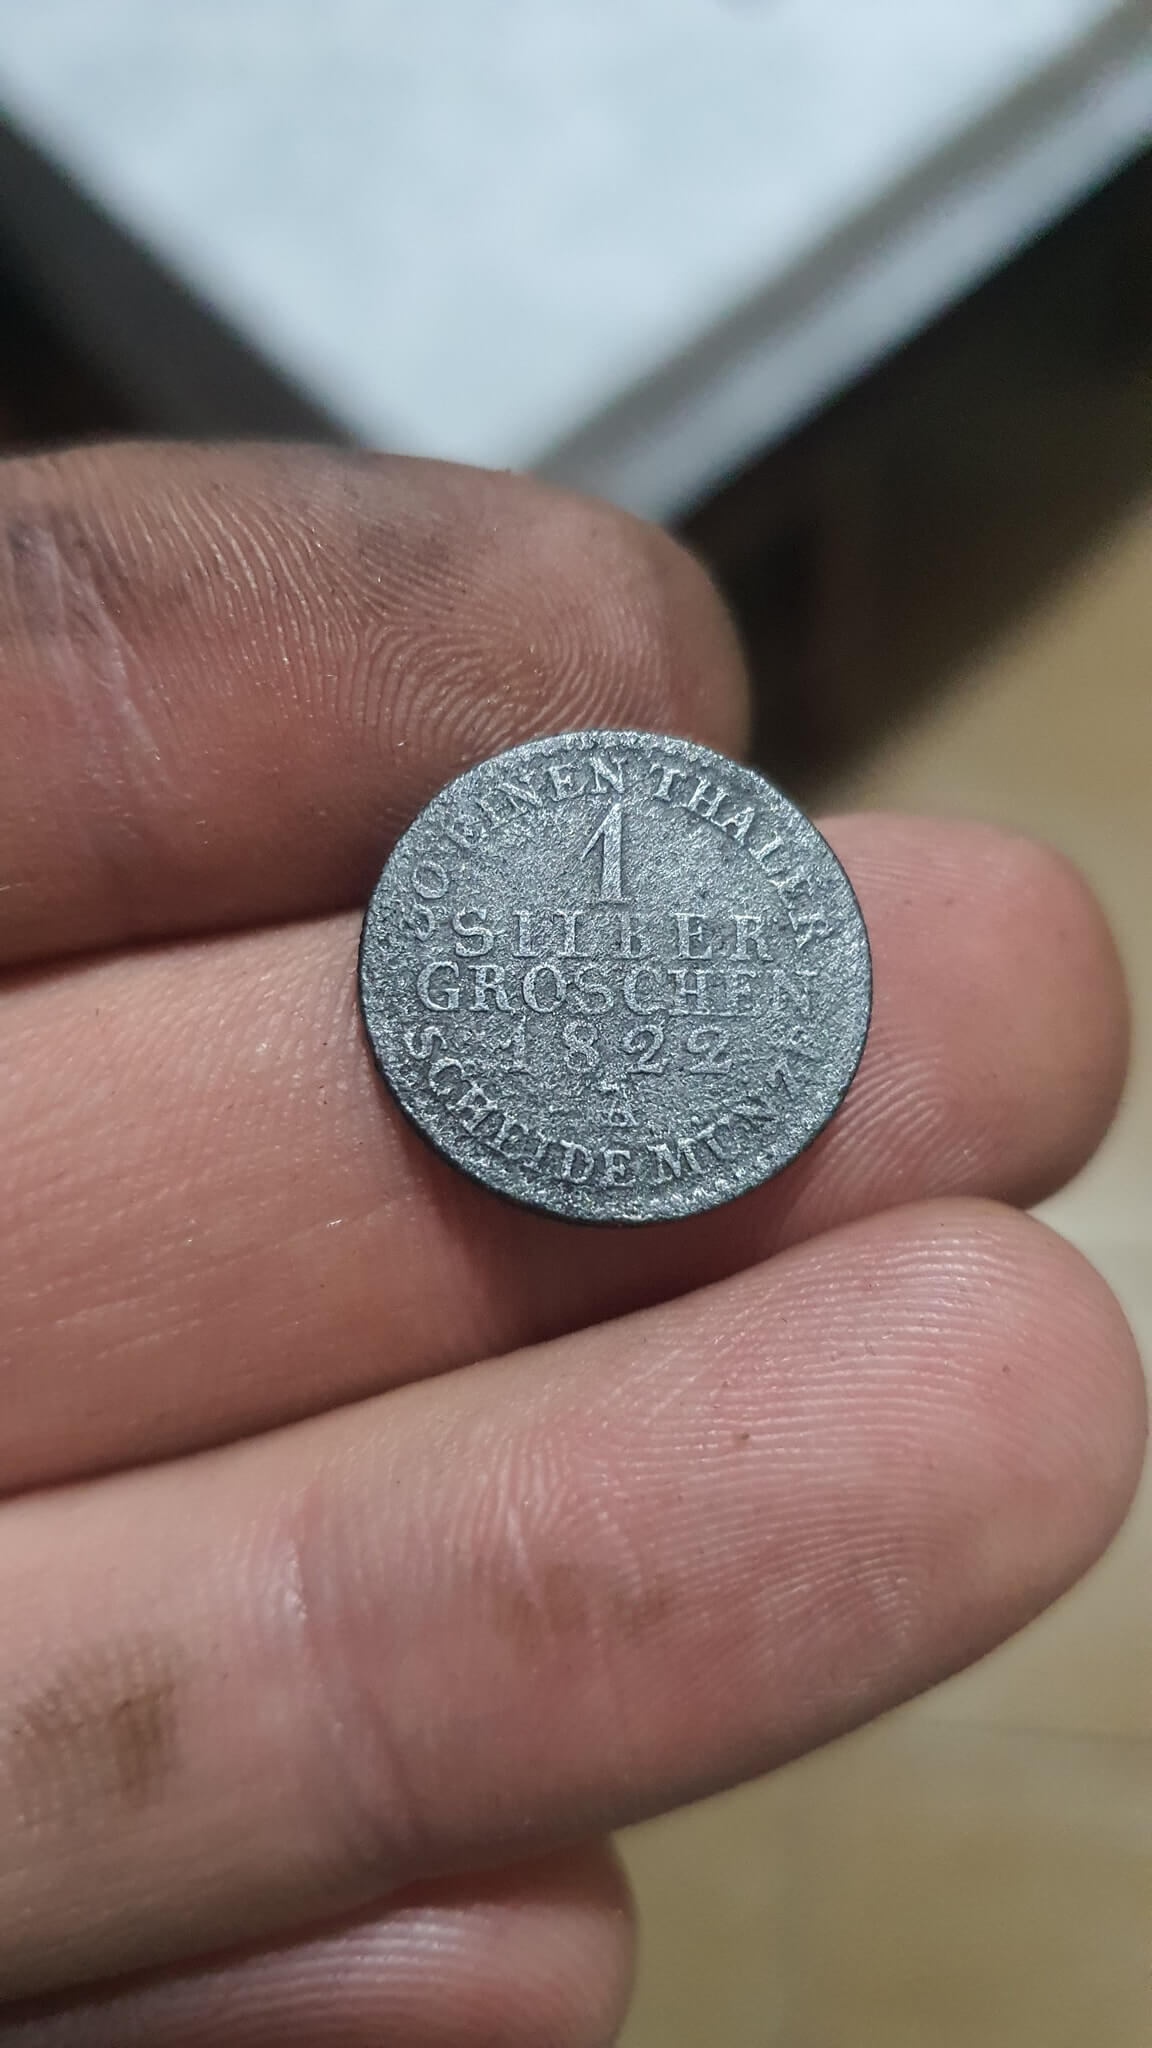 30 EINEN THALER
1
SILBER
GROSCHEN
1822
A
SCHEIDE MÜNZE